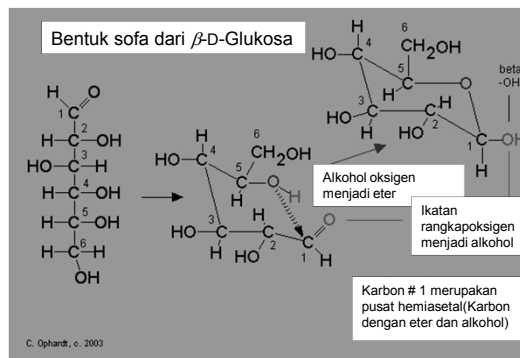 Bentuk sofa dari β-D-Glukosa
H O
1 C
2
H C OH
3
HO C H
4
H C OH
5
H C OH
6
H C H
OH
H
4
HO C
6
CH2OH
5
C
H
O H
HO C
3
H
H
C
2
HO
C
1
O
H
H
4
HO C
6
CH2OH
5
C
H
O
HO C
3
H
H
C
2
HO
1 C
OH
H
beta
-OH
Alkohol oksigen
menjadi eter
Ikatan
rangkapoksigen
menjadi alkohol
Karbon # 1 merupakan
pusat hemiasetal(Karbon
dengan eter dan alkohol)
C. Ophardt, c. 2003